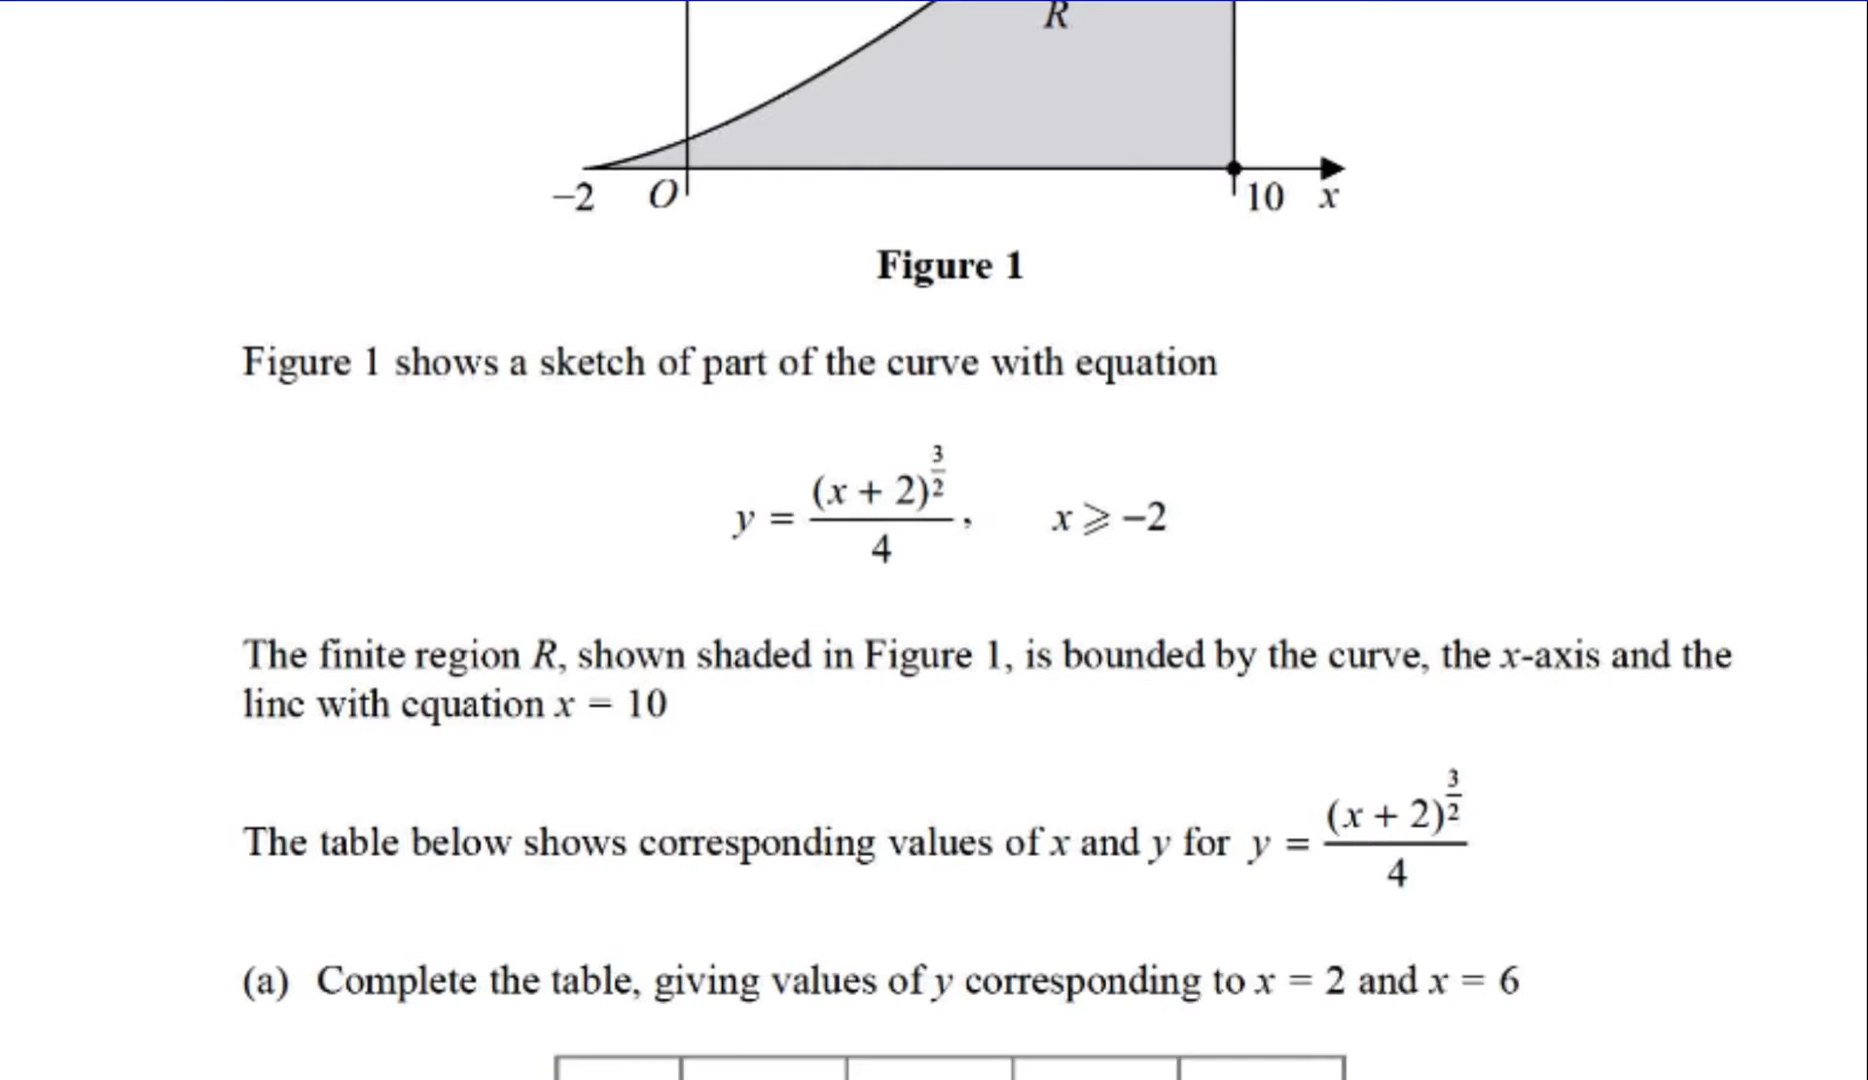 R
−2 O 10 x
Figure 1
Figure 1 shows a sketch of part of the curve with equation
y = (x + 2)^{3/2} / 4, x ⩾ −2
The finite region R, shown shaded in Figure 1, is bounded by the curve, the x-axis and the
line with equation x = 10
The table below shows corresponding values of x and y for y = (x + 2)^{3/2} / 4
(a) Complete the table, giving values of y corresponding to x = 2 and x = 6